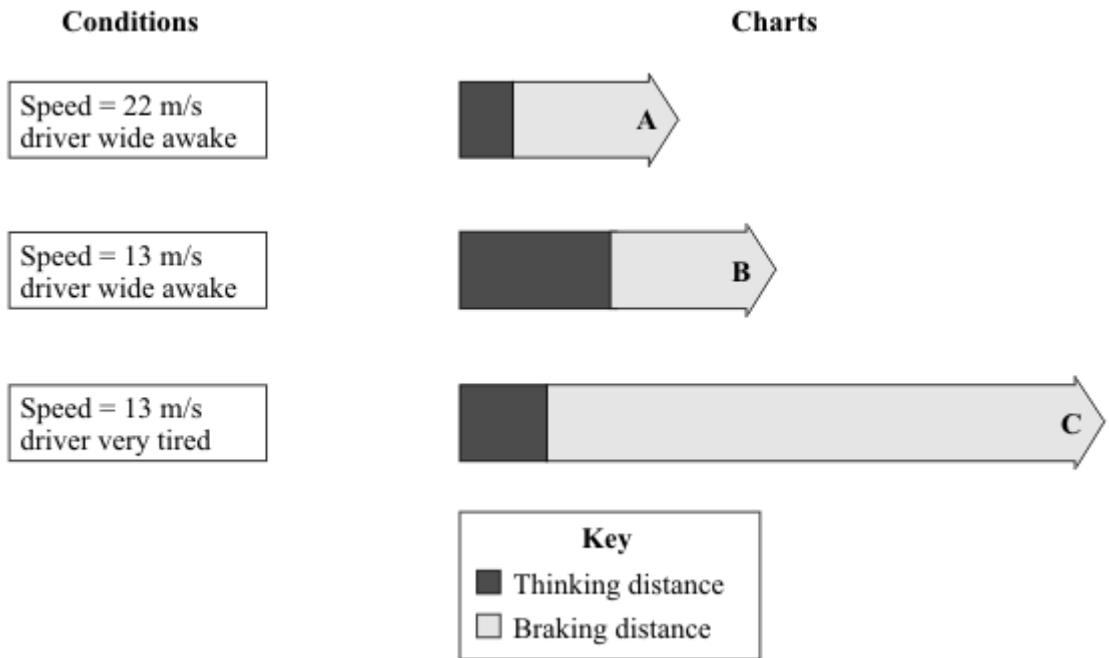 Conditions
Charts
Speed = 22 m/s
driver wide awake
A
Speed = 13 m/s
driver wide awake
B
Speed = 13 m/s
driver very tired
C
Key
Thinking distance
Braking distance